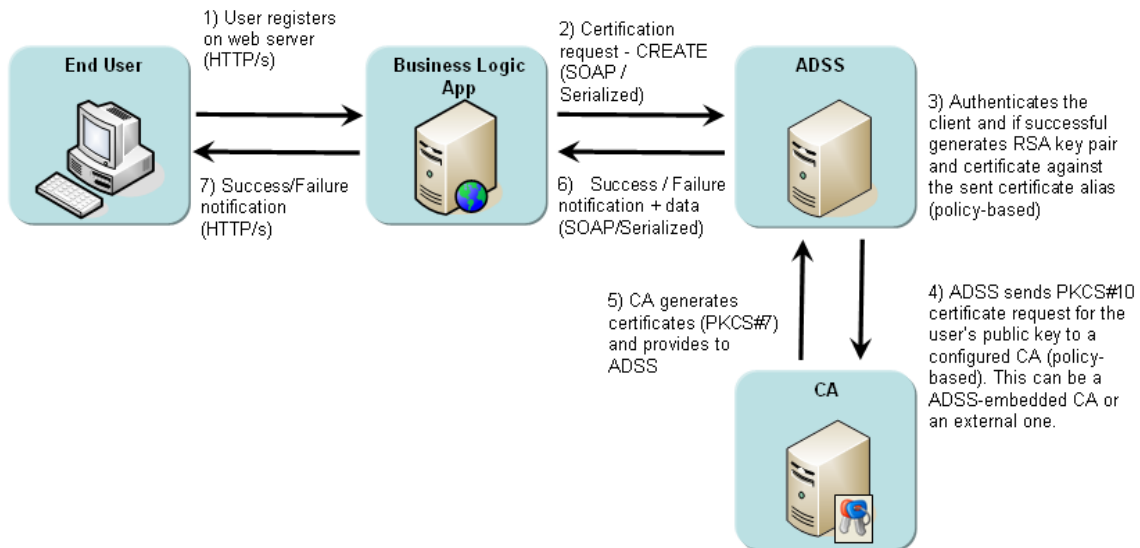 1) User registers
on web server
(HTTP/s)
2) Certification
request - CREATE
(SOAP /
Serialized)
End User
Business Logic
App
ADSS
3) Authenticates the
client and if successful
generates RSA key pair
and certificate against
the sent certificate alias
(policy-based)
7) Success/Failure
notification
(HTTP/s)
6) Success / Failure
notification + data
(SOAP/Serialized)
5) CA generates
certificates (PKCS#7)
and provides to
ADSS
4) ADSS sends PKCS#10
certificate request for the
user's public key to a
configured CA (policy-
based). This can be a
ADSS-embedded CA or
an external one.
CA